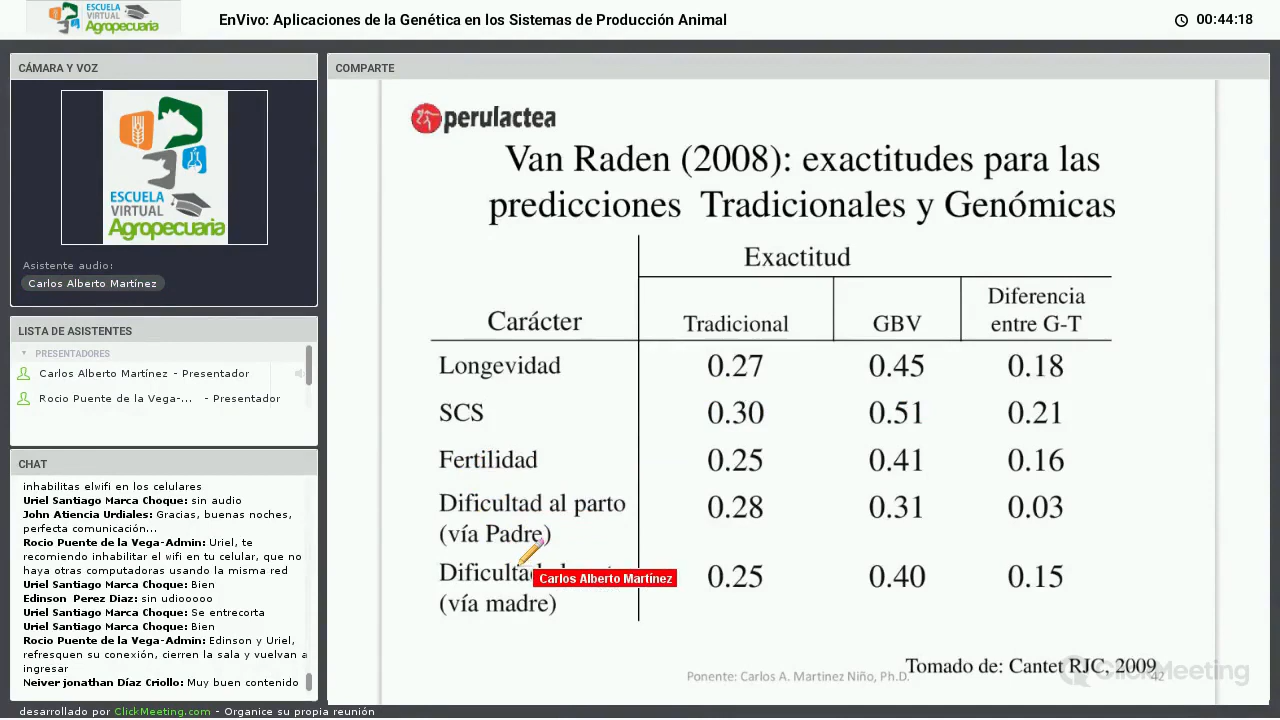 ESCUELA VIRTUAL
Agropecuaria
EnVivo: Aplicaciones de la Genética en los Sistemas de Producción Animal
00:44:18
CÁMARA Y VOZ
ESCUELA
VIRTUAL
Agropecuaria
Asistente audio:
Carlos Alberto Martínez
LISTA DE ASISTENTES
PRESENTADORES
Carlos Alberto Martínez - Presentador
Rocio Puente de la Vega-... - Presentador
CHAT
inhabilitas elwifi en los celulares
Uriel Santiago Marca Choque: sin audio
John Atiencia Urdiales: Gracias, buenas noches,
perfecta comunicación...
Rocio Puente de la Vega-Admin: Uriel, te
recomiendo inhabilitar el wifi en tu celular, que no
haya otras computadoras usando la misma red
Uriel Santiago Marca Choque: Bien
Edinson Perez Diaz: sin udiooooo
Uriel Santiago Marca Choque: Se entrecorta
Uriel Santiago Marca Choque: Bien
Rocio Puente de la Vega-Admin: Edinson y Uriel,
refresquen su conexión, cierren la sala y vuelvan a
ingresar
Neiver jonathan Díaz Criollo: Muy buen contenido
COMPARTE
perulactea
Van Raden (2008): exactitudes para las
predicciones Tradicionales y Genómicas
Exactitud
Carácter Tradicional GBV Diferencia
entre G-T
Longevidad 0.27 0.45 0.18
SCS 0.30 0.51 0.21
Fertilidad 0.25 0.41 0.16
Dificultad al parto 0.28 0.31 0.03
(vía Padre)
Dificultad 0.25 0.40 0.15
Carlos Alberto Martínez
(vía madre)
Tomado de: Cantet RJC, 2009
Ponente: Carlos A. Martinez Niño, Ph.D.
42
ClickMeeting
desarrollado por ClickMeeting.com - Organice su propia reunión